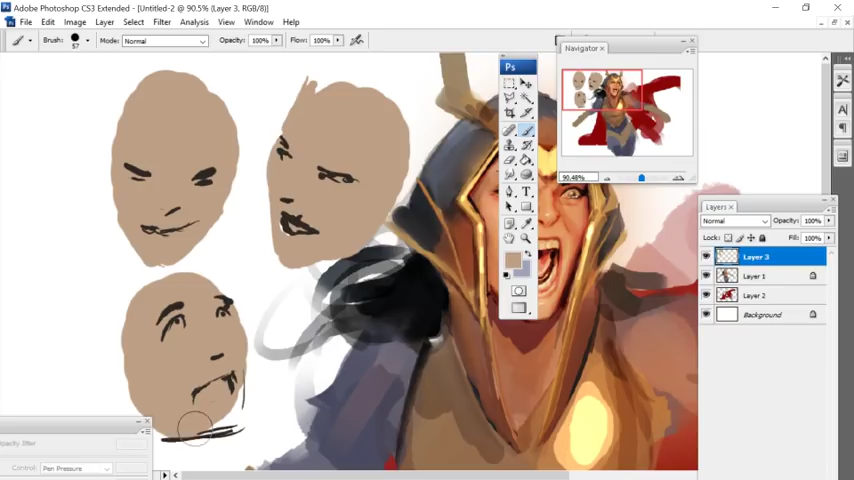 Adobe Photoshop CS3 Extended - [Untitled-2 @ 90.5% (Layer 3, RGB/8)]
File Edit Image Layer Select Filter Analysis View Window Help
Brush: 57 Mode: Normal Opacity: 100% Flow: 100%
Navigator ×
Ps
90.48%
Layers ×
Normal Opacity: 100%
Lock: Fill: 100%
Layer 3
Layer 1
Layer 2
Background
Opacity Jitter
Control: Pen Pressure